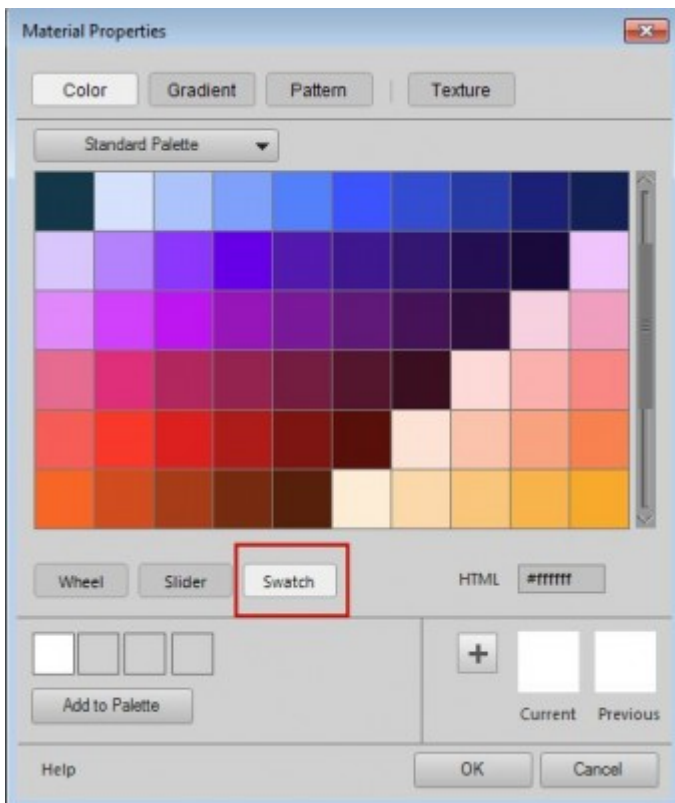 Material Properties
Color Gradient Pattern Texture
Standard Palette
Wheel Slider Swatch HTML #ffffff
Add to Palette
Current Previous
Help OK Cancel